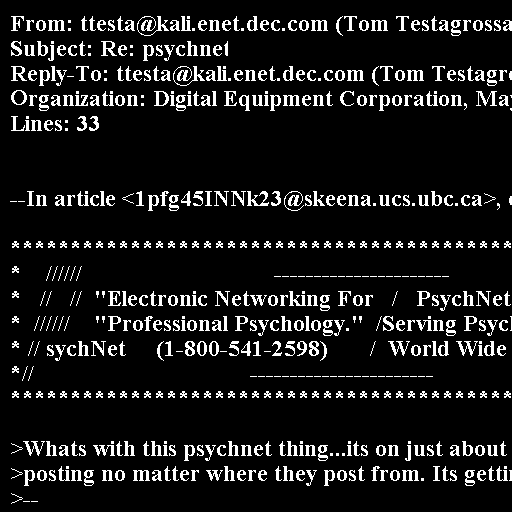 From: ttesta@kali.enet.dec.com (Tom Testagrossa
Subject: Re: psychnet
Reply-To: ttesta@kali.enet.dec.com (Tom Testagr
Organization: Digital Equipment Corporation, May
Lines: 33
--In article <1pfg45INNk23@skeena.ucs.ubc.ca>,
*****************************************
*    //////                                ----------------------
*   //   //  "Electronic Networking For   /   PsychNet
*  //////    "Professional Psychology."  /Serving Psyc
* // sychNet     (1-800-541-2598)       /  World Wide
*//                                    -----------------------
*****************************************
>Whats with this psychnet thing...its on just about
>posting no matter where they post from. Its getti
>--